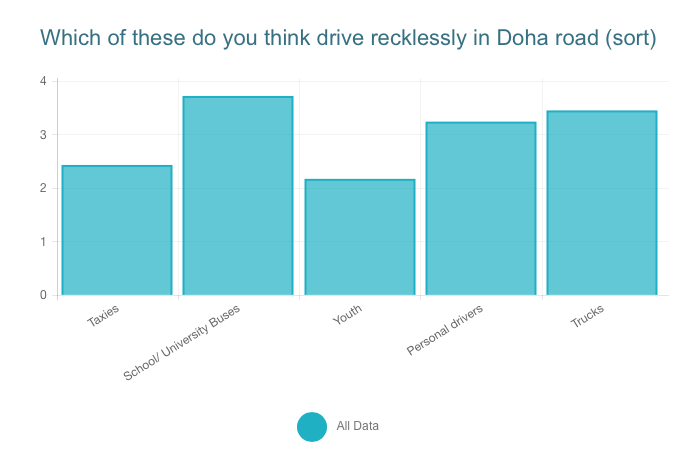 Which of these do you think drive recklessly in Doha road (sort)
4
3
2
1
0
Taxies
School/ University Buses
Youth
Personal drivers
Trucks
All Data